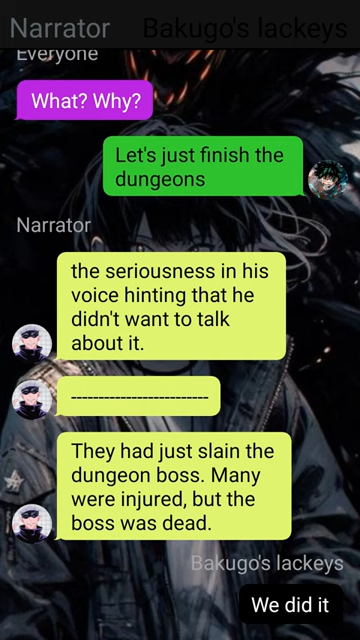 Narrator
Bakugo's lackeys
Everyone
What? Why?
Let's just finish the
dungeons
Narrator
the seriousness in his
voice hinting that he
didn't want to talk
about it.
-------------------------
They had just slain the
dungeon boss. Many
were injured, but the
boss was dead.
Bakugo's lackeys
We did it